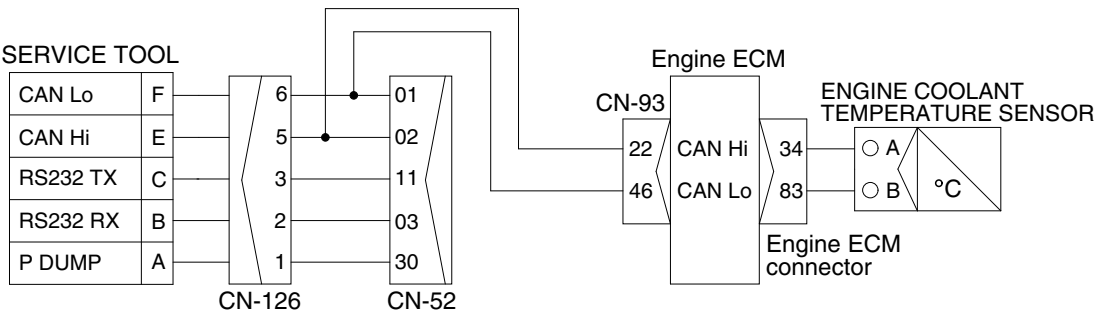 SERVICE TOOL
CAN Lo F 6 01
CAN Hi E 5 02
RS232 TX C 3 11
RS232 RX B 2 03
P DUMP A 1 30
CN-126
CN-52
Engine ECM
CN-93
22 CAN Hi 34
46 CAN Lo 83
Engine ECM
connector
ENGINE COOLANT
TEMPERATURE SENSOR
A
B
°C